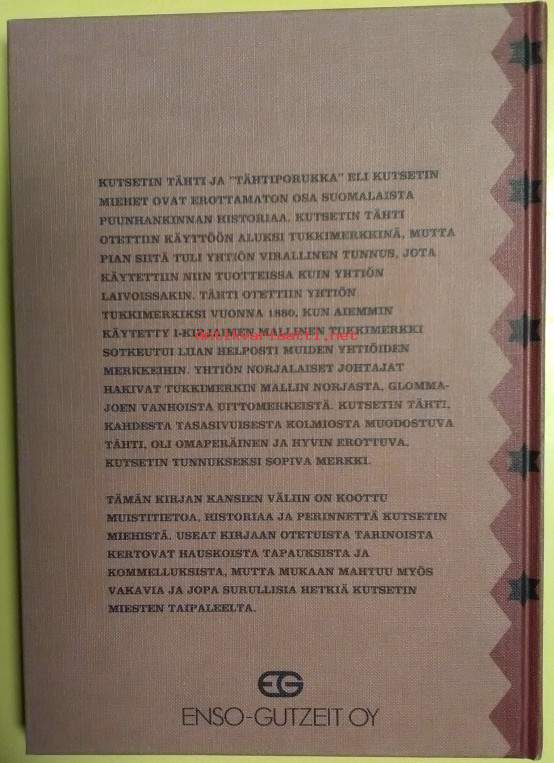 KUTSETIN TÄHTI JA "TÄHTIPORUKKA" ELI KUTSETIN
MIEHET OVAT EROTTAMATON OSA SUOMALAISTA
PUUNHANKINNAN HISTORIAA. KUTSETIN TÄHTI
OTETTIIN KÄYTTÖÖN ALUKSI TUKKIMERKKINÄ, MUTTA
PIAN SIITÄ TULI YHTIÖN VIRALLINEN TUNNUS, JOTA
KÄYTETTIIN NIIN TUOTTEISSA KUIN YHTIÖN
LAIVOISSAKIN. TÄHTI OTETTIIN YHTIÖN
TUKKIMERKIKSI VUONNA 1880, KUN AIEMMIN
KÄYTETTY I-KIRJAIMEN MALLINEN TUKKIMERKKI
SOTKEUTUI LIIAN HELPOSTI MUIDEN YHTIÖIDEN
MERKKEIHIN. YHTIÖN NORJALAISET JOHTAJAT
HAKIVAT TUKKIMERKIN MALLIN NORJASTA, GLOMMA-
JOEN VANHOISTA UITTOMERKEISTÄ. KUTSETIN TÄHTI,
KAHDESTA TASASIVUISESTA KOLMIOSTA MUODOSTUVA
TÄHTI, OLI OMAPERÄINEN JA HYVIN EROTTUVA,
KUTSETIN TUNNUKSEKSI SOPIVA MERKKI.
TÄMÄN KIRJAN KANSIEN VÄLIIN ON KOOTTU
MUISTITIETOA, HISTORIAA JA PERINNETTÄ KUTSETIN
MIEHISTÄ. USEAT KIRJAAN OTETUISTA TARINOISTA
KERTOVAT HAUSKOISTA TAPAUKSISTA JA
KOMMELLUKSISTA, MUTTA MUKAAN MAHTUU MYÖS
VAKAVIA JA JOPA SURULLISIA HETKIÄ KUTSETIN
MIESTEN TAIPALEELTA.
EG
ENSO-GUTZEIT OY